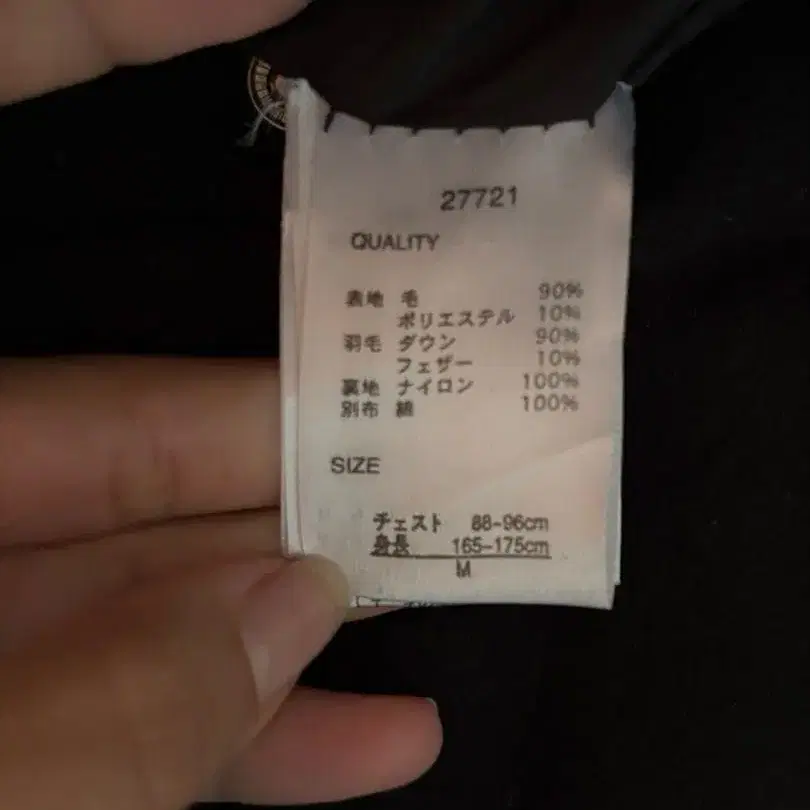 27721
QUALITY
表地 毛 90%
ポリエステル 10%
羽毛 ダウン 90%
フェザー 10%
裏地 ナイロン 100%
別布 綿 100%
SIZE
チェスト 88-96cm
身長 165-175cm
M